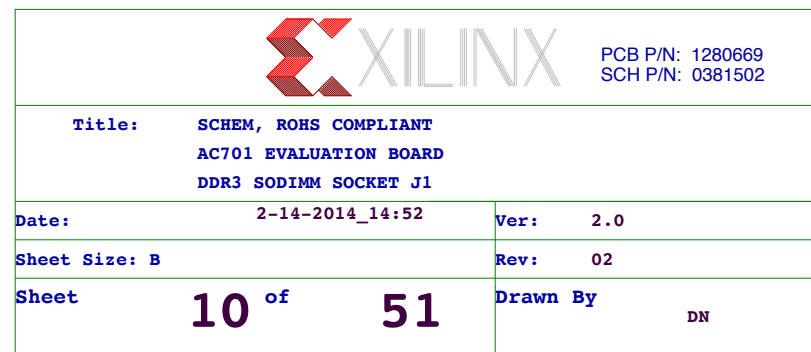 XILINX
PCB P/N: 1280669
SCH P/N: 0381502
Title: SCHEM, ROHS COMPLIANT
AC701 EVALUATION BOARD
DDR3 SODIMM SOCKET J1
Date: 2-14-2014_14:52 Ver: 2.0
Sheet Size: B Rev: 02
Sheet 10 of 51 Drawn By
DN